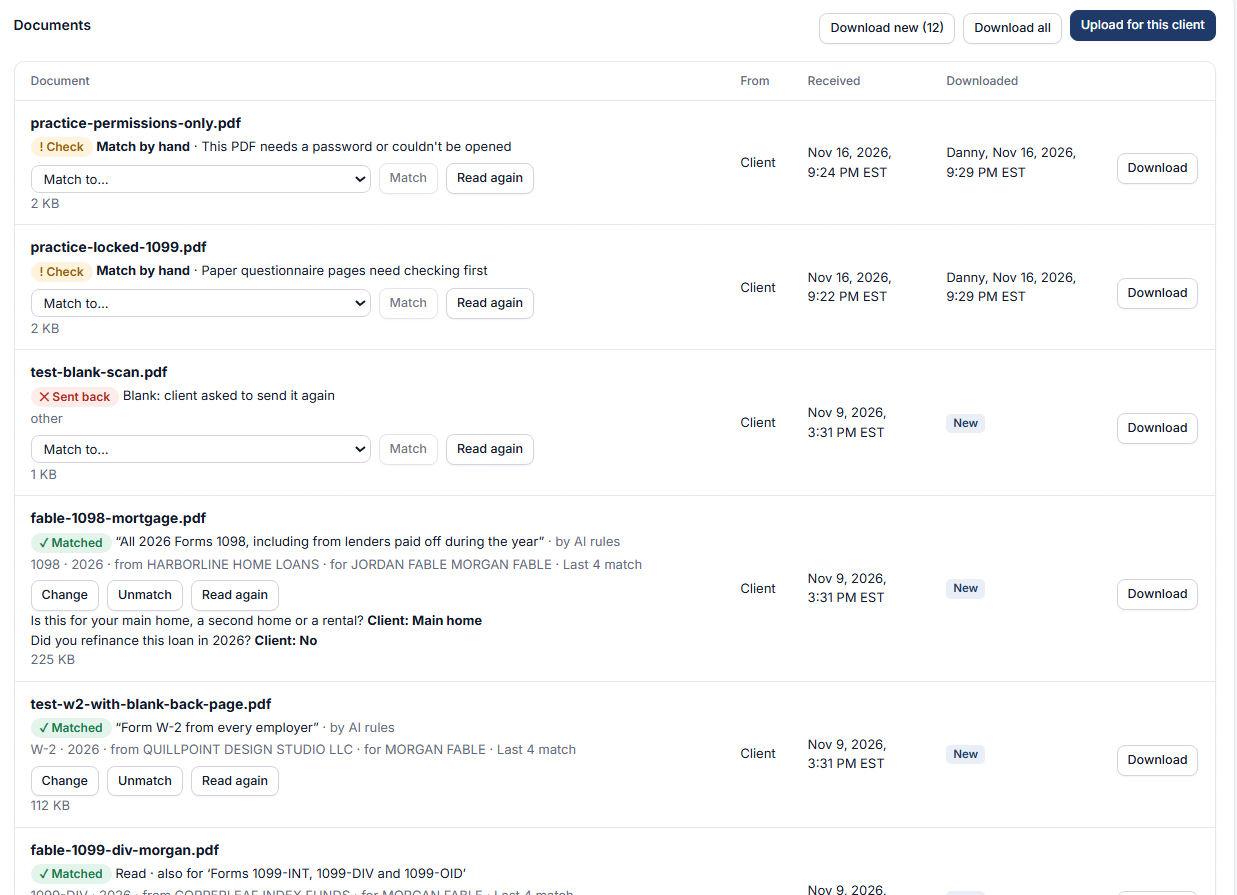 Documents
Download new (12)
Download all
Upload for this client
Document
From
Received
Downloaded
practice-permissions-only.pdf
! Check Match by hand · This PDF needs a password or couldn't be opened
Match to...
Match
Read again
2 KB
Client
Nov 16, 2026,
9:24 PM EST
Danny, Nov 16, 2026,
9:29 PM EST
Download
practice-locked-1099.pdf
! Check Match by hand · Paper questionnaire pages need checking first
Match to...
Match
Read again
2 KB
Client
Nov 16, 2026,
9:22 PM EST
Danny, Nov 16, 2026,
9:29 PM EST
Download
test-blank-scan.pdf
✕ Sent back Blank: client asked to send it again
other
Match to...
Match
Read again
1 KB
Client
Nov 9, 2026,
3:31 PM EST
New
Download
fable-1098-mortgage.pdf
✓ Matched “All 2026 Forms 1098, including from lenders paid off during the year” · by AI rules
1098 · 2026 · from HARBORLINE HOME LOANS · for JORDAN FABLE MORGAN FABLE · Last 4 match
Change
Unmatch
Read again
Is this for your main home, a second home or a rental? Client: Main home
Did you refinance this loan in 2026? Client: No
225 KB
Client
Nov 9, 2026,
3:31 PM EST
New
Download
test-w2-with-blank-back-page.pdf
✓ Matched “Form W-2 from every employer” · by AI rules
W-2 · 2026 · from QUILLPOINT DESIGN STUDIO LLC · for MORGAN FABLE · Last 4 match
Change
Unmatch
Read again
112 KB
Client
Nov 9, 2026,
3:31 PM EST
New
Download
fable-1099-div-morgan.pdf
✓ Matched Read · also for ‘Forms 1099-INT, 1099-DIV and 1099-OID’
1099-DIV · 2026 · from COPPERLEAF INDEX FUNDS · for MORGAN FABLE · Last 4 match
Nov 9, 2026,